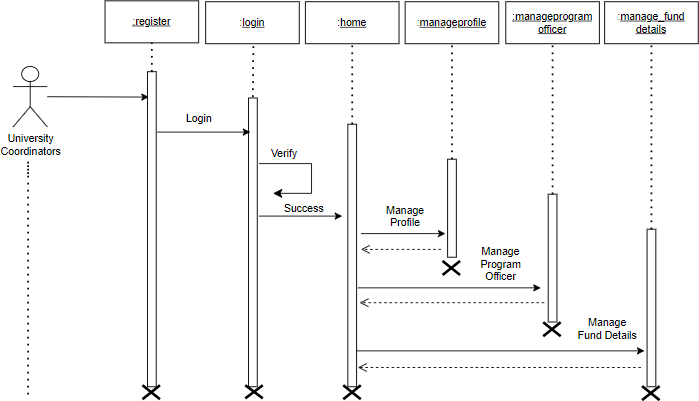 :register
:login
:home
:manageprofile
:manageprogram
officer
:manage_fund
details
University
Coordinators
Login
Verify
Success
Manage
Profile
Manage
Program
Officer
Manage
Fund Details